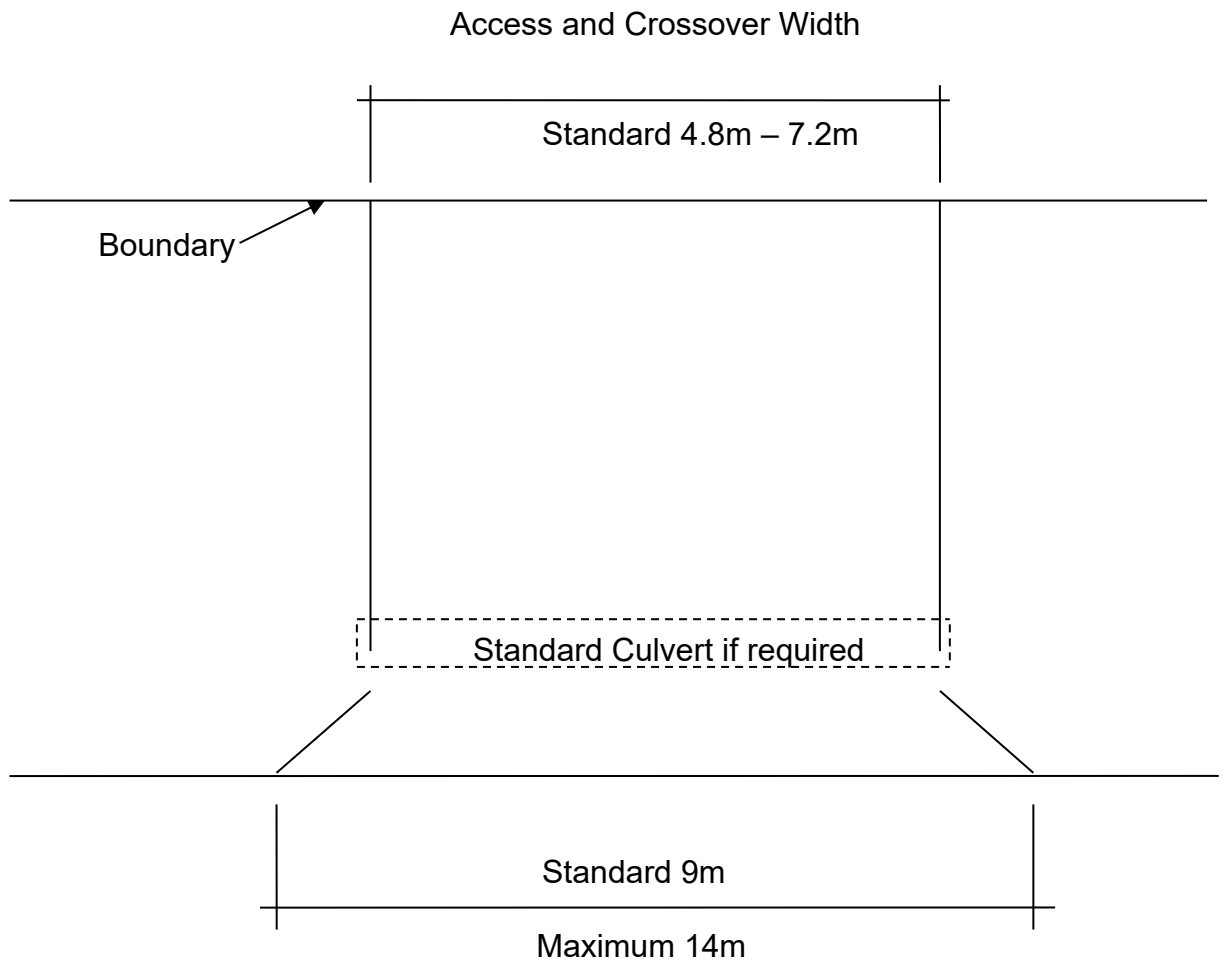 Access and Crossover Width
Standard 4.8m – 7.2m
Boundary
Standard Culvert if required
Standard 9m
Maximum 14m